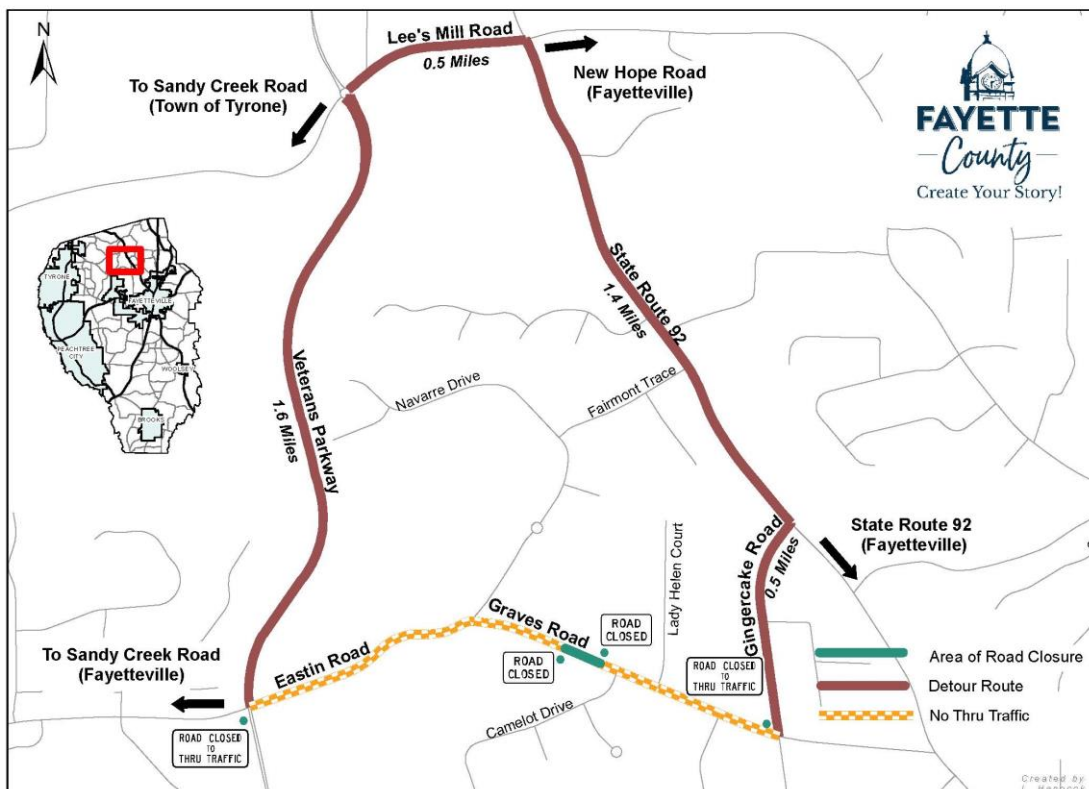 N
Lee's Mill Road
0.5 Miles
To Sandy Creek Road
(Town of Tyrone)
New Hope Road
(Fayetteville)
FAYETTE
County
Create Your Story!
TYRONE
FAYETTEVILLE
PEACHTREE
CITY
WOOLSEY
BROOKS
State Route 92
1.4 Miles
Veterans Parkway
1.6 Miles
Navarre Drive
Fairmont Trace
State Route 92
(Fayetteville)
Gingercake Road
0.5 Miles
Lady Helen Court
Graves Road
ROAD
CLOSED
ROAD
CLOSED
Eastin Road
To Sandy Creek Road
(Fayetteville)
ROAD CLOSED
TO
THRU TRAFFIC
Camelot Drive
ROAD CLOSED
TO
THRU TRAFFIC
Area of Road Closure
Detour Route
No Thru Traffic
Created by